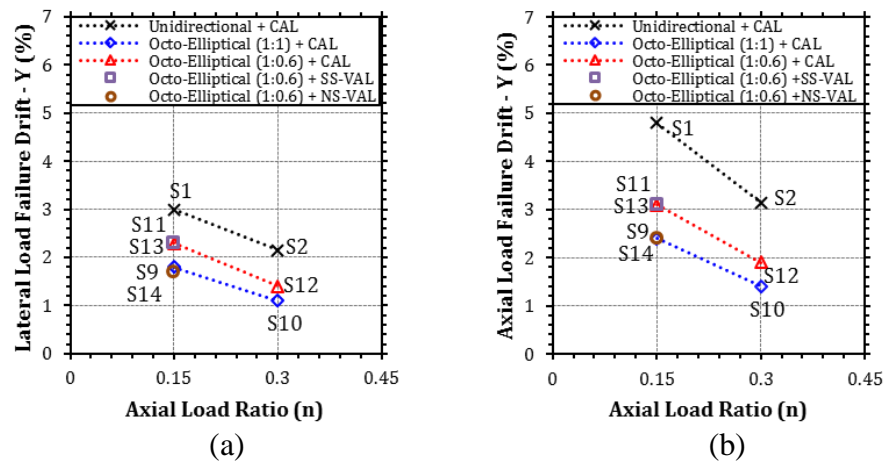 Unidirectional + CAL
Octo-Elliptical (1:1) + CAL
Octo-Elliptical (1:0.6) + CAL
Octo-Elliptical (1:0.6) + SS-VAL
Octo-Elliptical (1:0.6) + NS-VAL
Lateral Load Failure Drift - Y (%)
7
6
5
4
3
2
1
0
S1
S2
S11
S13
S9
S14
S12
S10
0
0.15
0.3
0.45
Axial Load Ratio (n)
(a)
Unidirectional + CAL
Octo-Elliptical (1:1) + CAL
Octo-Elliptical (1:0.6) + CAL
Octo-Elliptical (1:0.6) +SS-VAL
Octo-Elliptical (1:0.6) +NS-VAL
Axial Load Failure Drift - Y (%)
7
6
5
4
3
2
1
0
S1
S2
S11
S13
S9
S14
S12
S10
0
0.15
0.3
0.45
Axial Load Ratio (n)
(b)